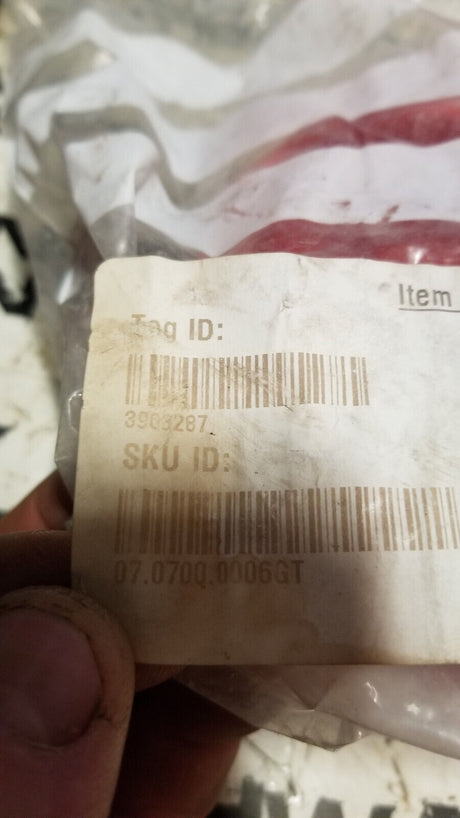 Item
Tag ID:
3903287
SKU ID:
07.0700.0006GT